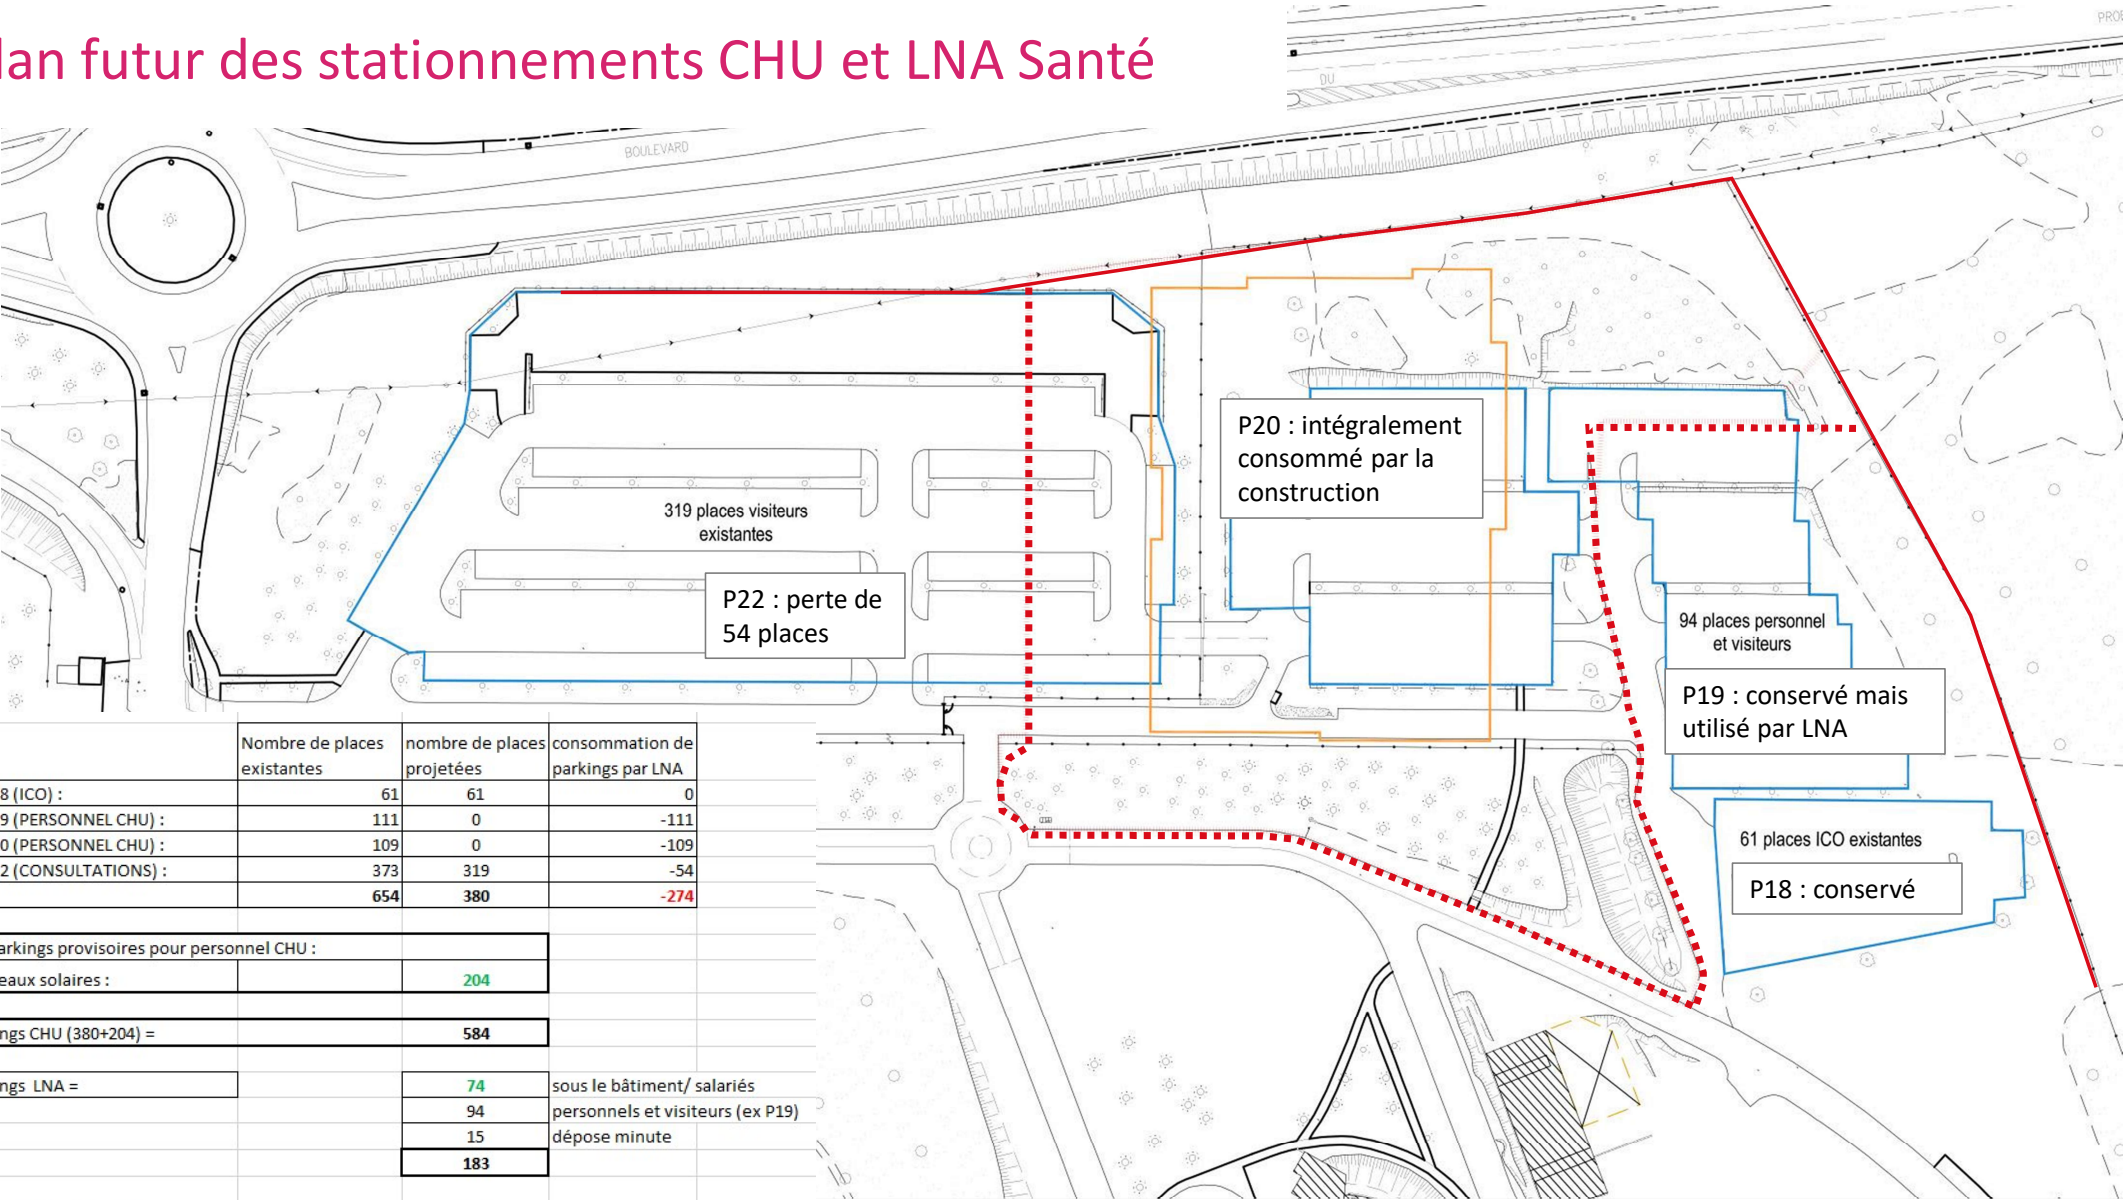 lan futur des stationnements CHU et LNA Santé
PROB
DU
BOULEVARD
P20 : intégralement
consommé par la
construction
319 places visiteurs
existantes
P22 : perte de
54 places
94 places personnel
et visiteurs
P19 : conservé mais
utilisé par LNA
61 places ICO existantes
P18 : conservé
Nombre de places existantes nombre de places projetées consommation de parkings par LNA
8 (ICO) : 61 61 0
9 (PERSONNEL CHU) : 111 0 -111
0 (PERSONNEL CHU) : 109 0 -109
2 (CONSULTATIONS) : 373 319 -54
654 380 -274
arkings provisoires pour personnel CHU :
eaux solaires : 204
ngs CHU (380+204) = 584
ngs LNA = 74 sous le bâtiment/ salariés
94 personnels et visiteurs (ex P19)
15 dépose minute
183